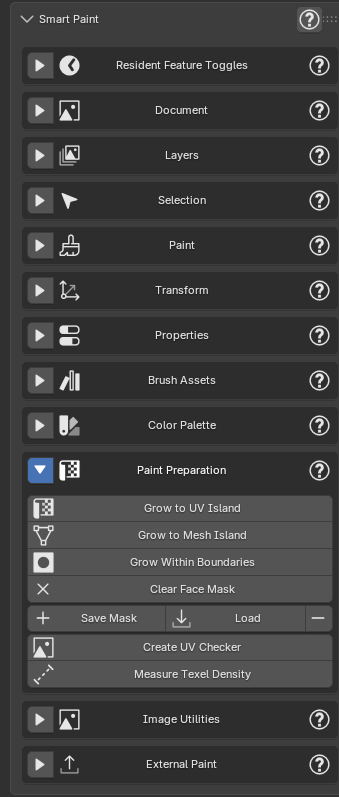 Smart Paint
Resident Feature Toggles
Document
Layers
Selection
Paint
Transform
Properties
Brush Assets
Color Palette
Paint Preparation
Grow to UV Island
Grow to Mesh Island
Grow Within Boundaries
Clear Face Mask
Save Mask Load
Create UV Checker
Measure Texel Density
Image Utilities
External Paint